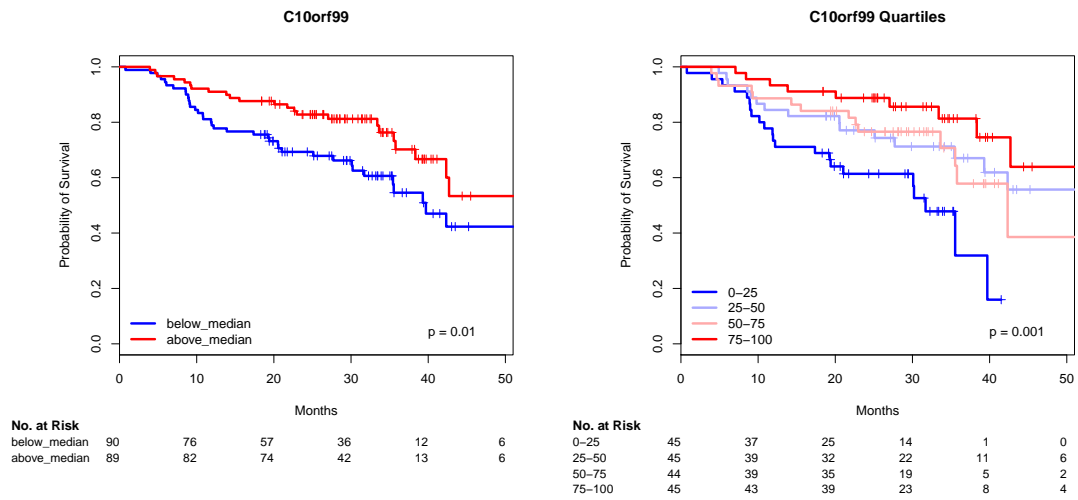 C10orf99
Probability of Survival
1.0
0.8
0.6
0.4
0.2
0.0
below_median
above_median
p = 0.01
0 10 20 30 40 50
Months
No. at Risk
below_median 90 76 57 36 12 6
above_median 89 82 74 42 13 6
C10orf99 Quartiles
Probability of Survival
1.0
0.8
0.6
0.4
0.2
0.0
0−25
25−50
50−75
75−100
p = 0.001
0 10 20 30 40 50
Months
No. at Risk
0−25 45 37 25 14 1 0
25−50 45 39 32 22 11 6
50−75 44 39 35 19 5 2
75−100 45 43 39 23 8 4